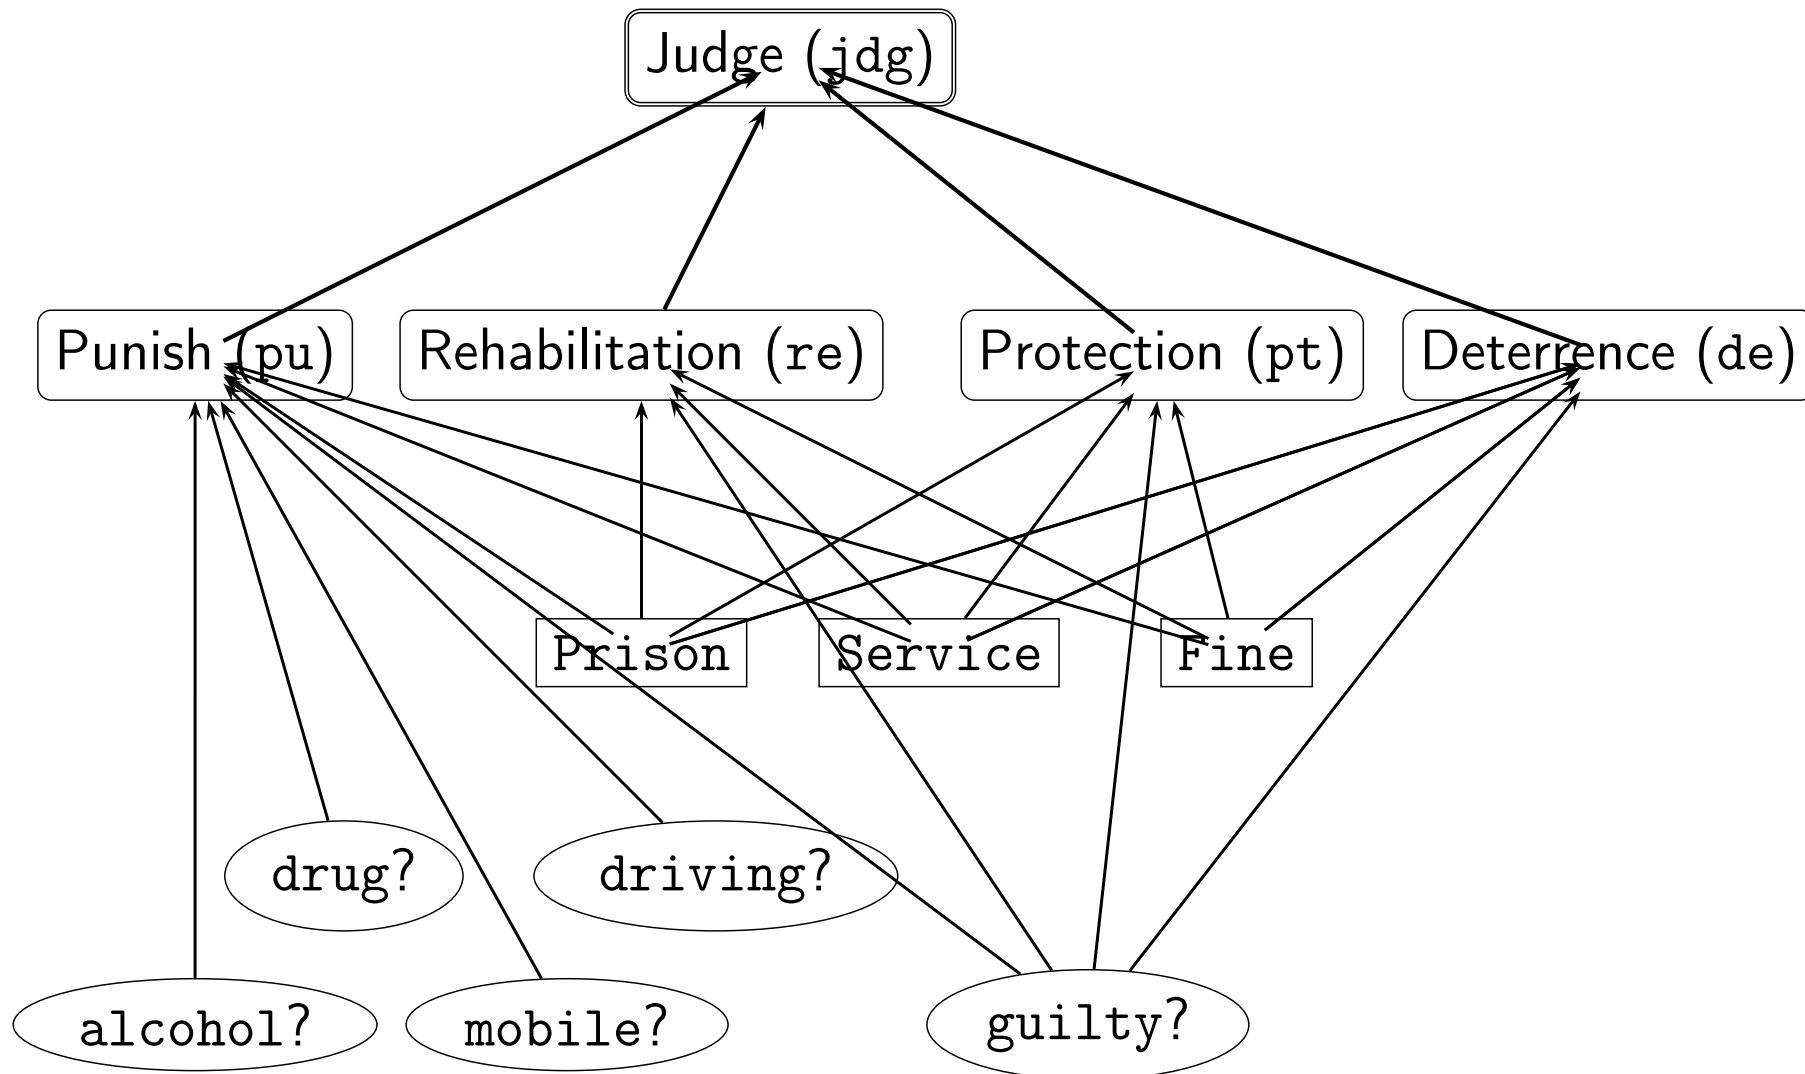 Judge (jdg)
Punish (pu)
Rehabilitation (re)
Protection (pt)
Deterrence (de)
Prison
Service
Fine
drug?
driving?
alcohol?
mobile?
guilty?